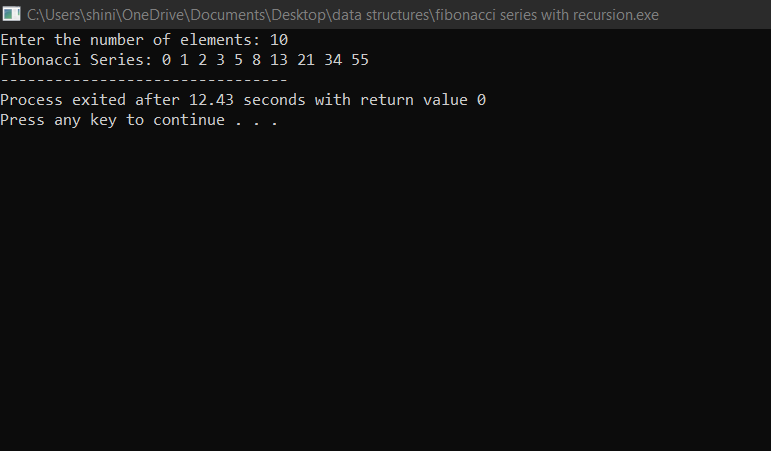 C:\Users\shini\OneDrive\Documents\Desktop\data structures\fibonacci series with recursion.exe
Enter the number of elements: 10
Fibonacci Series: 0 1 2 3 5 8 13 21 34 55
--------------------------------
Process exited after 12.43 seconds with return value 0
Press any key to continue . . .